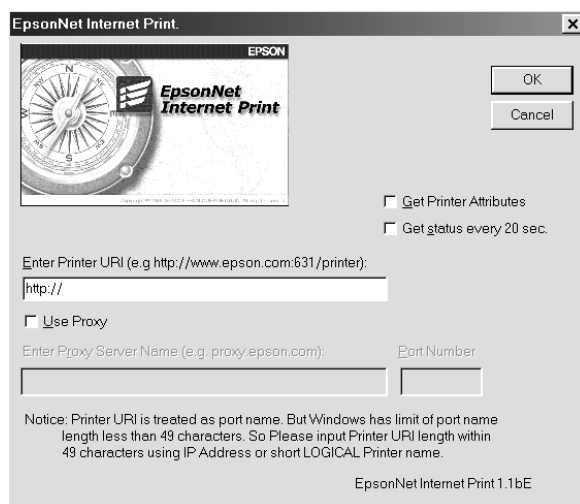 EpsonNet Internet Print.
EPSON
N
EpsonNet
Internet Print
S
OK
Cancel
Get Printer Attributes
Get status every 20 sec.
Enter Printer URI (e.g http://www.epson.com:631/printer):
http://
Use Proxy
Enter Proxy Server Name (e.g. proxy.epson.com):
Port Number
Notice: Printer URI is treated as port name. But Windows has limit of port name
length less than 49 characters. So Please input Printer URI length within
49 characters using IP Address or short LOGICAL Printer name.
EpsonNet Internet Print 1.1bE